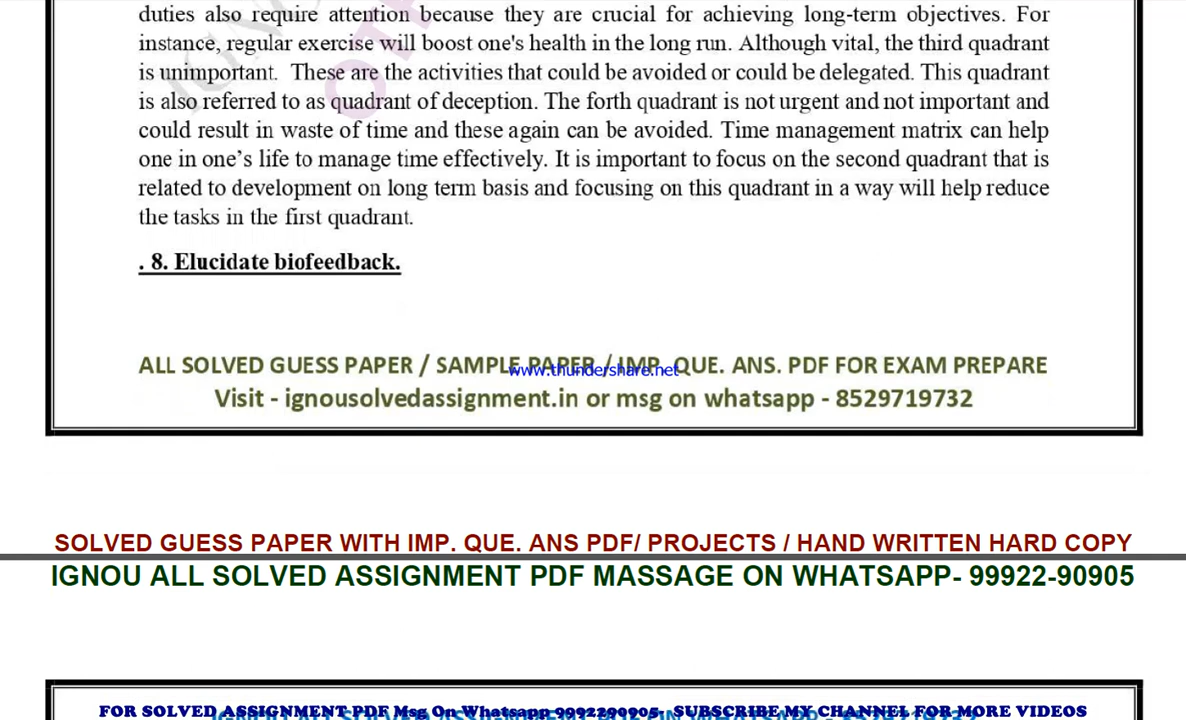 duties also require attention because they are crucial for achieving long-term objectives. For
instance, regular exercise will boost one's health in the long run. Although vital, the third quadrant
is unimportant. These are the activities that could be avoided or could be delegated. This quadrant
is also referred to as quadrant of deception. The forth quadrant is not urgent and not important and
could result in waste of time and these again can be avoided. Time management matrix can help
one in one’s life to manage time effectively. It is important to focus on the second quadrant that is
related to development on long term basis and focusing on this quadrant in a way will help reduce
the tasks in the first quadrant.
. 8. Elucidate biofeedback.
ALL SOLVED GUESS PAPER / SAMPLE PAPER / IMP. QUE. ANS. PDF FOR EXAM PREPARE
www.thundershare.net
Visit - ignousolvedassignment.in or msg on whatsapp - 8529719732
SOLVED GUESS PAPER WITH IMP. QUE. ANS PDF/ PROJECTS / HAND WRITTEN HARD COPY
IGNOU ALL SOLVED ASSIGNMENT PDF MASSAGE ON WHATSAPP- 99922-90905
FOR SOLVED ASSIGNMENT PDF Msg On Whatsapp 9992290905- SUBSCRIBE MY CHANNEL FOR MORE VIDEOS